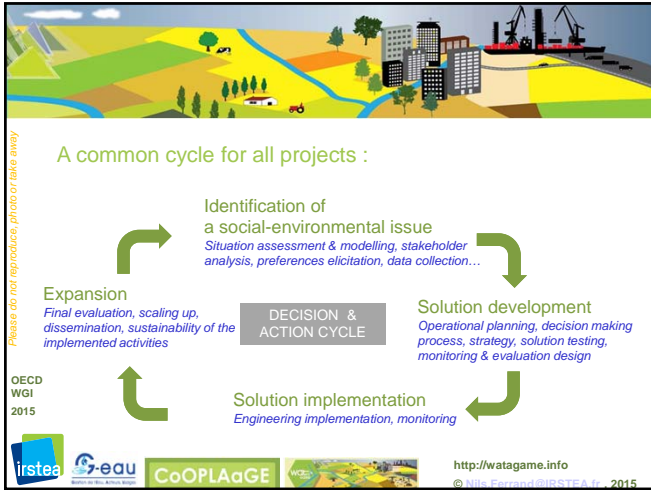 Please do not reproduce, photo or take away
A common cycle for all projects :
Identification of
a social-environmental issue
Situation assessment & modelling, stakeholder
analysis, preferences elicitation, data collection…
Expansion
Final evaluation, scaling up,
dissemination, sustainability of the
implemented activities
DECISION &
ACTION CYCLE
Solution development
Operational planning, decision making
process, strategy, solution testing,
monitoring & evaluation design
Solution implementation
Engineering implementation, monitoring
OECD
WGI
2015
irstea
G-eau
CoOPLAaGE
http://watagame.info
© Nils.Ferrand@IRSTEA.fr , 2015